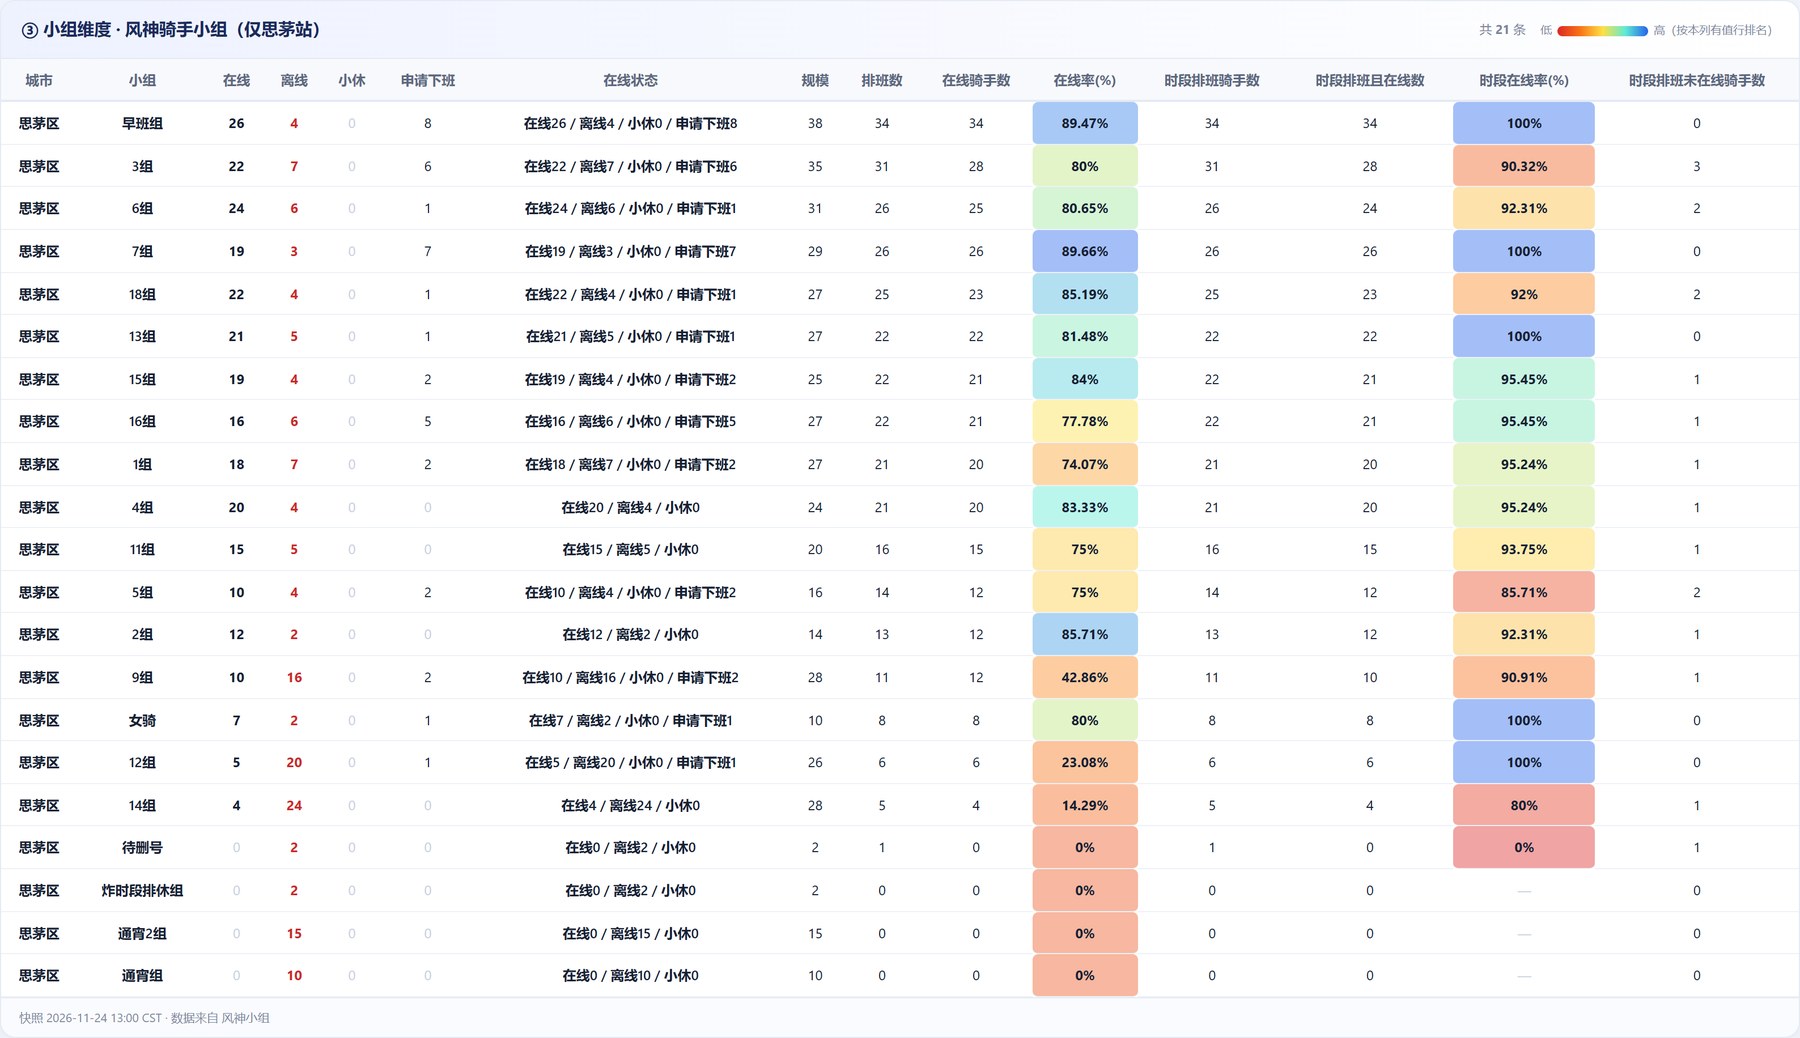 ③ 小组维度 · 风神骑手小组（仅思茅站）
共 21 条 低 高 (按本列有值行排名)
城市 小组 在线 离线 小休 申请下班 在线状态 规模 排班数 在线骑手数 在线率(%) 时段排班骑手数 时段排班且在线数 时段在线率(%) 时段排班未在线骑手数
思茅区 早班组 26 4 0 8 在线26 / 离线4 / 小休0 / 申请下班8 38 34 34 89.47% 34 34 100% 0
思茅区 3组 22 7 0 6 在线22 / 离线7 / 小休0 / 申请下班6 35 31 28 80% 31 28 90.32% 3
思茅区 6组 24 6 0 1 在线24 / 离线6 / 小休0 / 申请下班1 31 26 25 80.65% 26 24 92.31% 2
思茅区 7组 19 3 0 7 在线19 / 离线3 / 小休0 / 申请下班7 29 26 26 89.66% 26 26 100% 0
思茅区 18组 22 4 0 1 在线22 / 离线4 / 小休0 / 申请下班1 27 25 23 85.19% 25 23 92% 2
思茅区 13组 21 5 0 1 在线21 / 离线5 / 小休0 / 申请下班1 27 22 22 81.48% 22 22 100% 0
思茅区 15组 19 4 0 2 在线19 / 离线4 / 小休0 / 申请下班2 25 22 21 84% 22 21 95.45% 1
思茅区 16组 16 6 0 5 在线16 / 离线6 / 小休0 / 申请下班5 27 22 21 77.78% 22 21 95.45% 1
思茅区 1组 18 7 0 2 在线18 / 离线7 / 小休0 / 申请下班2 27 21 20 74.07% 21 20 95.24% 1
思茅区 4组 20 4 0 0 在线20 / 离线4 / 小休0 24 21 20 83.33% 21 20 95.24% 1
思茅区 11组 15 5 0 0 在线15 / 离线5 / 小休0 20 16 15 75% 16 15 93.75% 1
思茅区 5组 10 4 0 2 在线10 / 离线4 / 小休0 / 申请下班2 16 14 12 75% 14 12 85.71% 2
思茅区 2组 12 2 0 0 在线12 / 离线2 / 小休0 14 13 12 85.71% 13 12 92.31% 1
思茅区 9组 10 16 0 2 在线10 / 离线16 / 小休0 / 申请下班2 28 11 12 42.86% 11 10 90.91% 1
思茅区 女骑 7 2 0 1 在线7 / 离线2 / 小休0 / 申请下班1 10 8 8 80% 8 8 100% 0
思茅区 12组 5 20 0 1 在线5 / 离线20 / 小休0 / 申请下班1 26 6 6 23.08% 6 6 100% 0
思茅区 14组 4 24 0 0 在线4 / 离线24 / 小休0 28 5 4 14.29% 5 4 80% 1
思茅区 待删号 0 2 0 0 在线0 / 离线2 / 小休0 2 1 0 0% 1 0 0% 1
思茅区 炸时段排休组 0 2 0 0 在线0 / 离线2 / 小休0 2 0 0 0% 0 0 — 0
思茅区 通宵2组 0 15 0 0 在线0 / 离线15 / 小休0 15 0 0 0% 0 0 — 0
思茅区 通宵组 0 10 0 0 在线0 / 离线10 / 小休0 10 0 0 0% 0 0 — 0
快照 2026-11-24 13:00 CST · 数据来自 风神小组